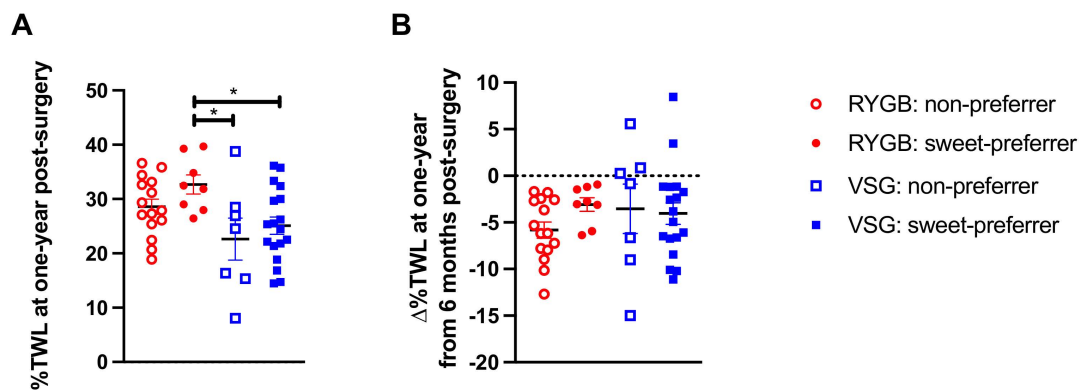 A
%TWL at one-year post-surgery
50
40
30
20
10
0
*
*
B
Δ%TWL at one-year
from 6 months post-surgery
10
5
0
-5
-10
-15
-20
RYGB: non-preferrer
RYGB: sweet-preferrer
VSG: non-preferrer
VSG: sweet-preferrer